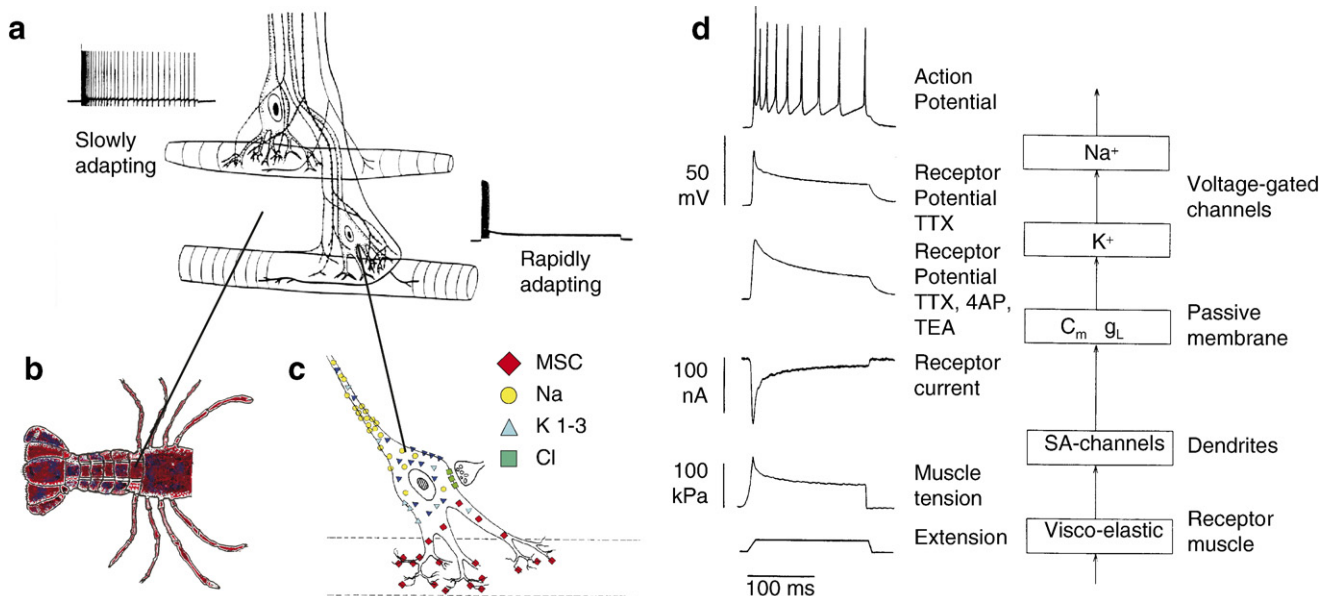 a
Slowly
adapting
Rapidly
adapting
b
c
MSC
Na
K 1-3
Cl
d
Action
Potential
50
mV
Receptor
Potential
TTX
Receptor
Potential
TTX, 4AP,
TEA
100
nA
Receptor
current
100
kPa
Muscle
tension
Extension
100 ms
Na⁺
Voltage-gated
channels
K⁺
Cₘ g_L
Passive
membrane
SA-channels
Dendrites
Visco-elastic
Receptor
muscle